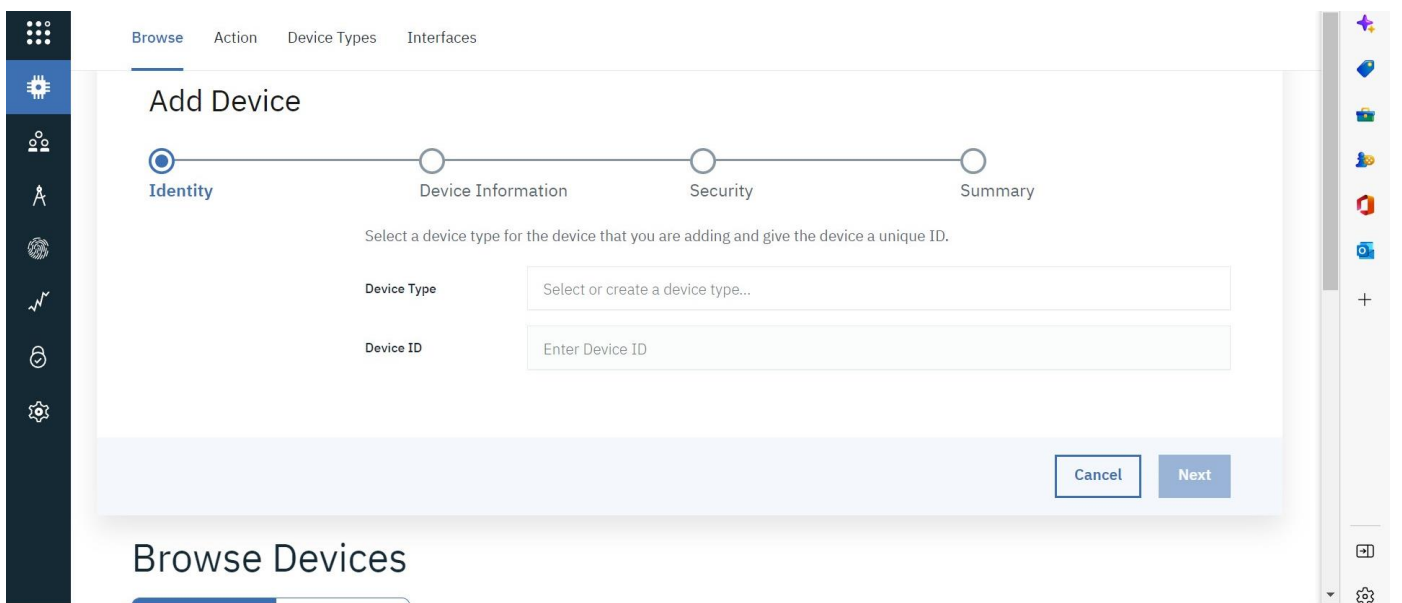 Browse Action Device Types Interfaces
Add Device
Identity Device Information Security Summary
Select a device type for the device that you are adding and give the device a unique ID.
Device Type Select or create a device type...
Device ID Enter Device ID
Cancel Next
Browse Devices